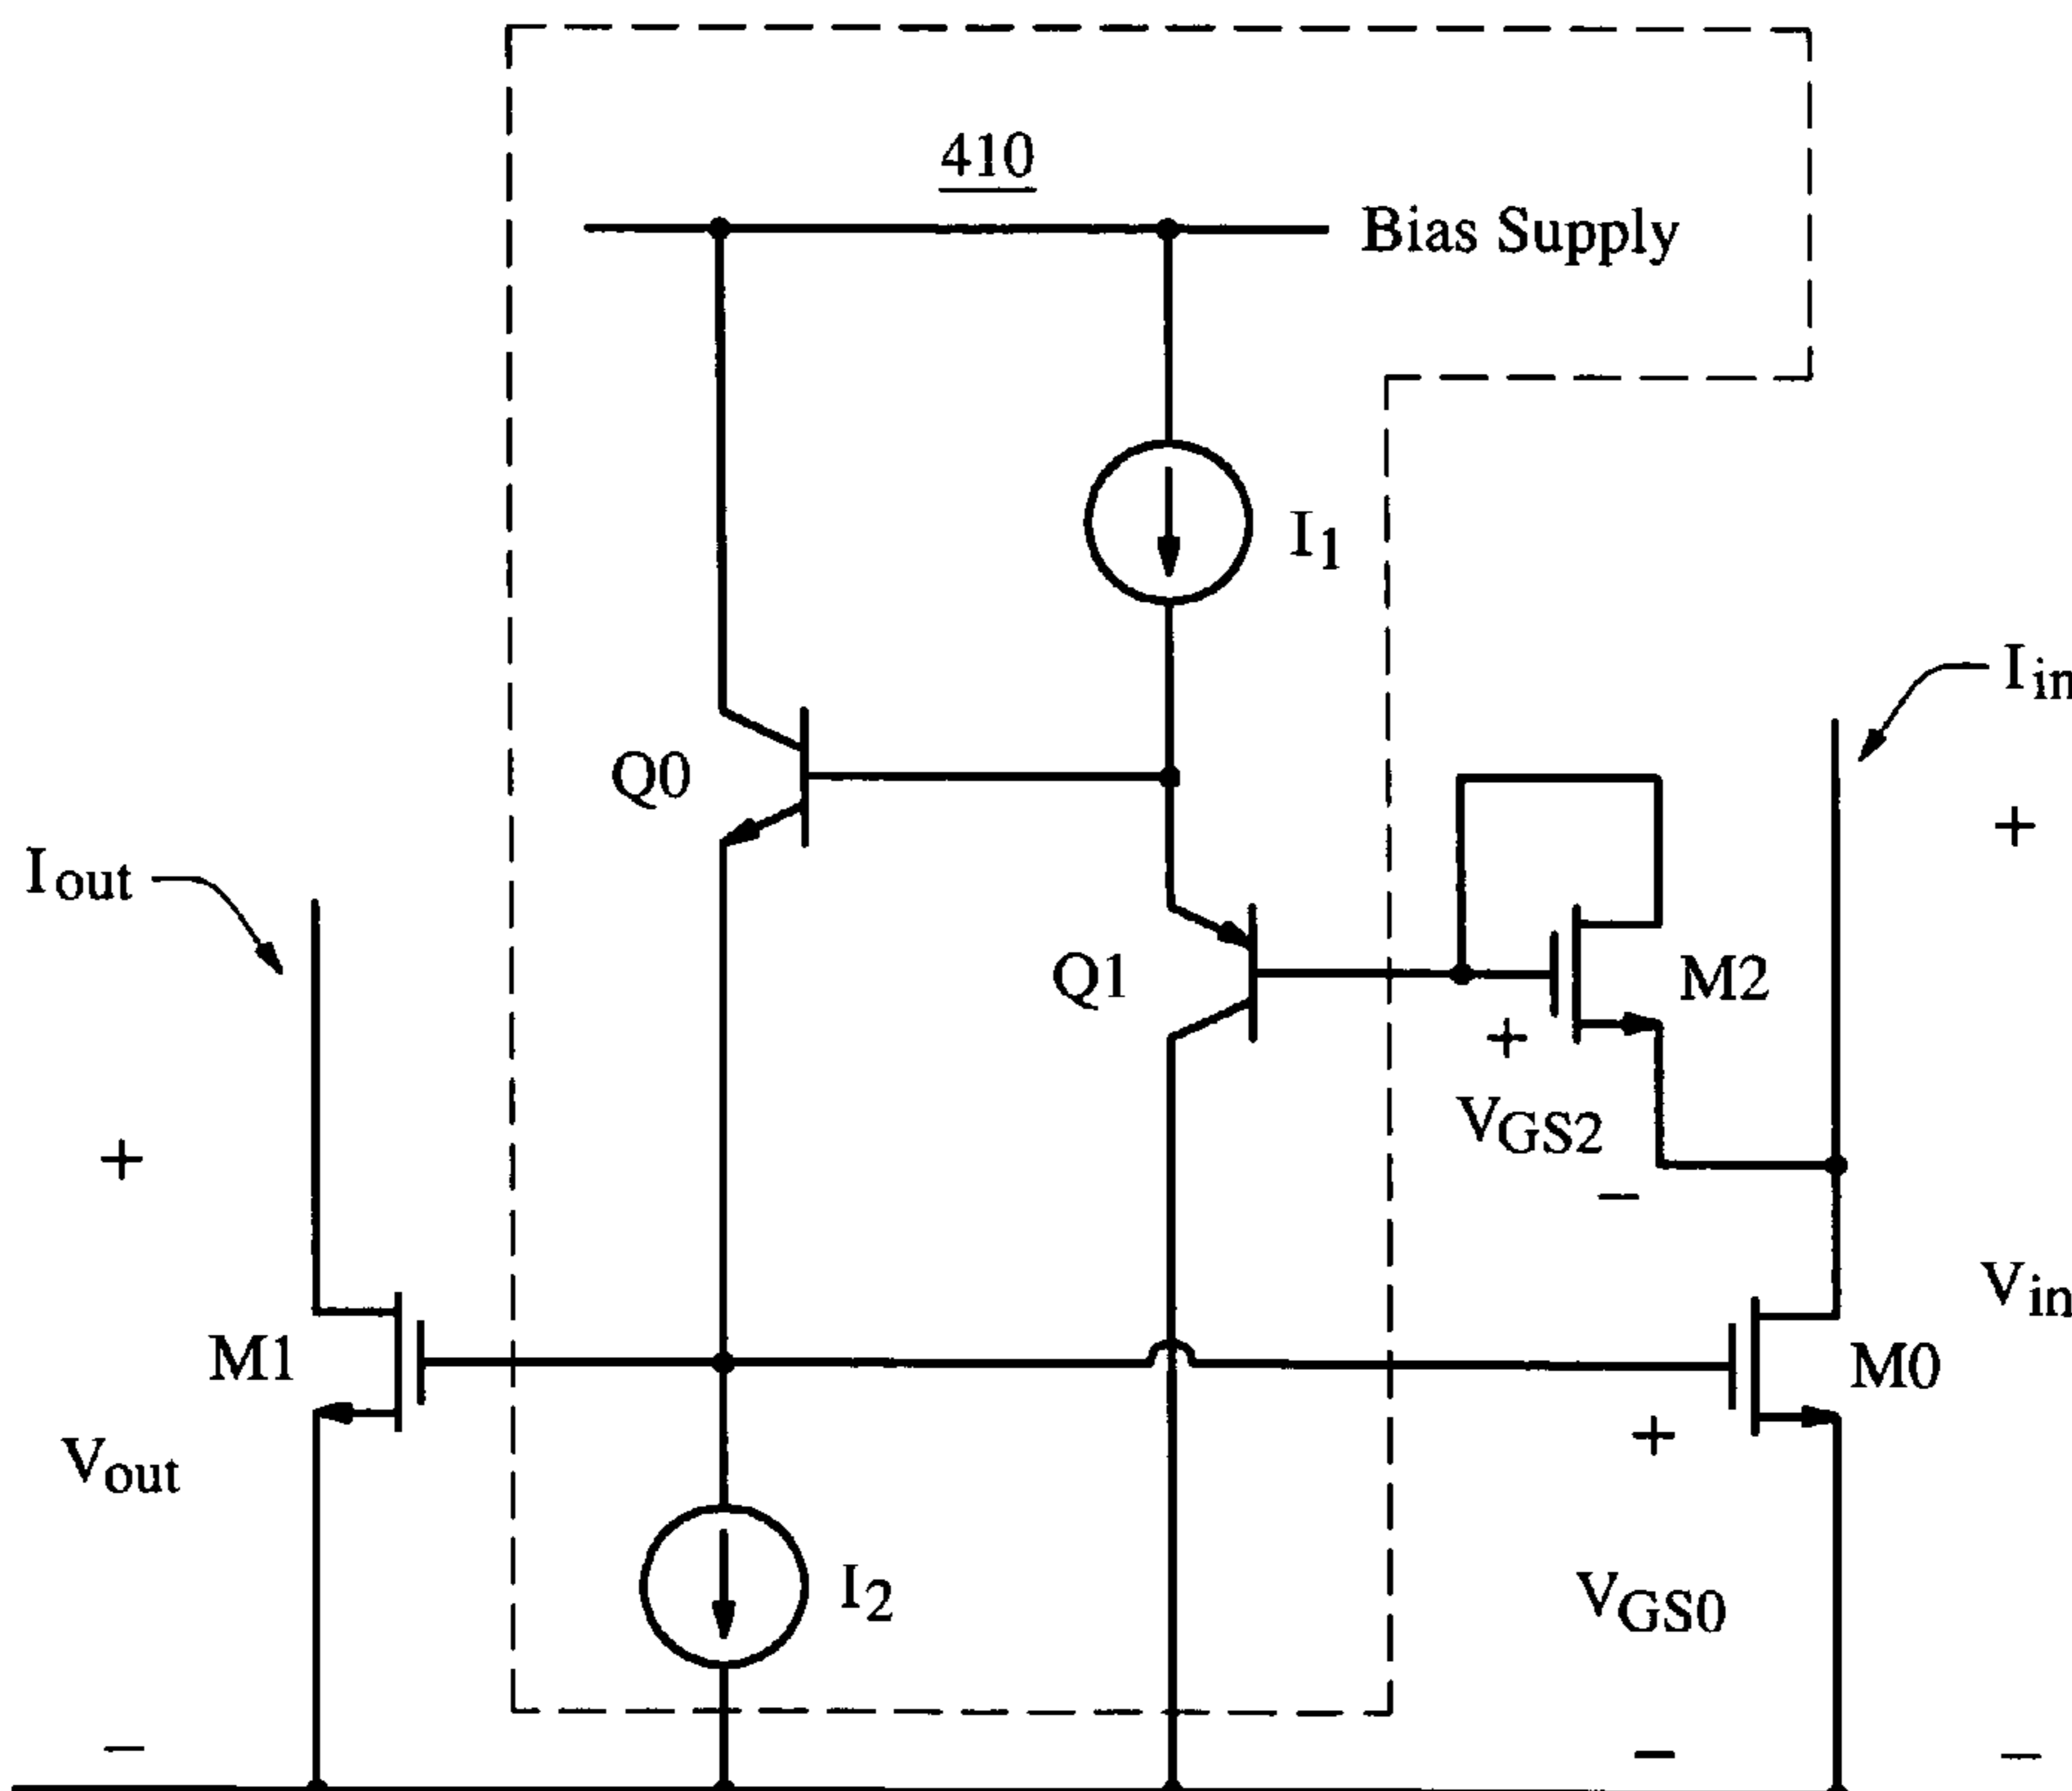 410
Bias Supply
I1
Iin
Q0
+
Iout
Q1
M2
+
VGS2
+
−
Vin
M1
M0
+
Vout
I2
VGS0
−
−
−